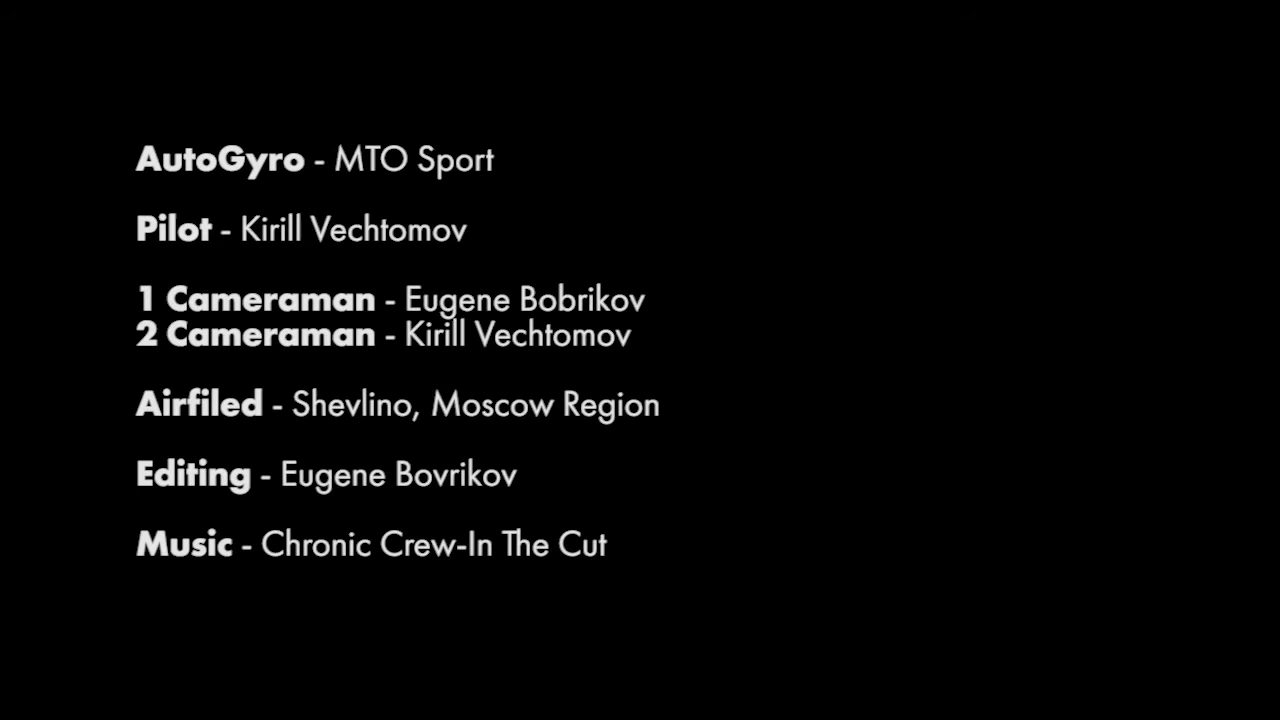 AutoGyro - MTO Sport
Pilot - Kirill Vechtomov
1 Cameraman - Eugene Bobrikov
2 Cameraman - Kirill Vechtomov
Airfiled - Shevlino, Moscow Region
Editing - Eugene Bovrikov
Music - Chronic Crew-In The Cut